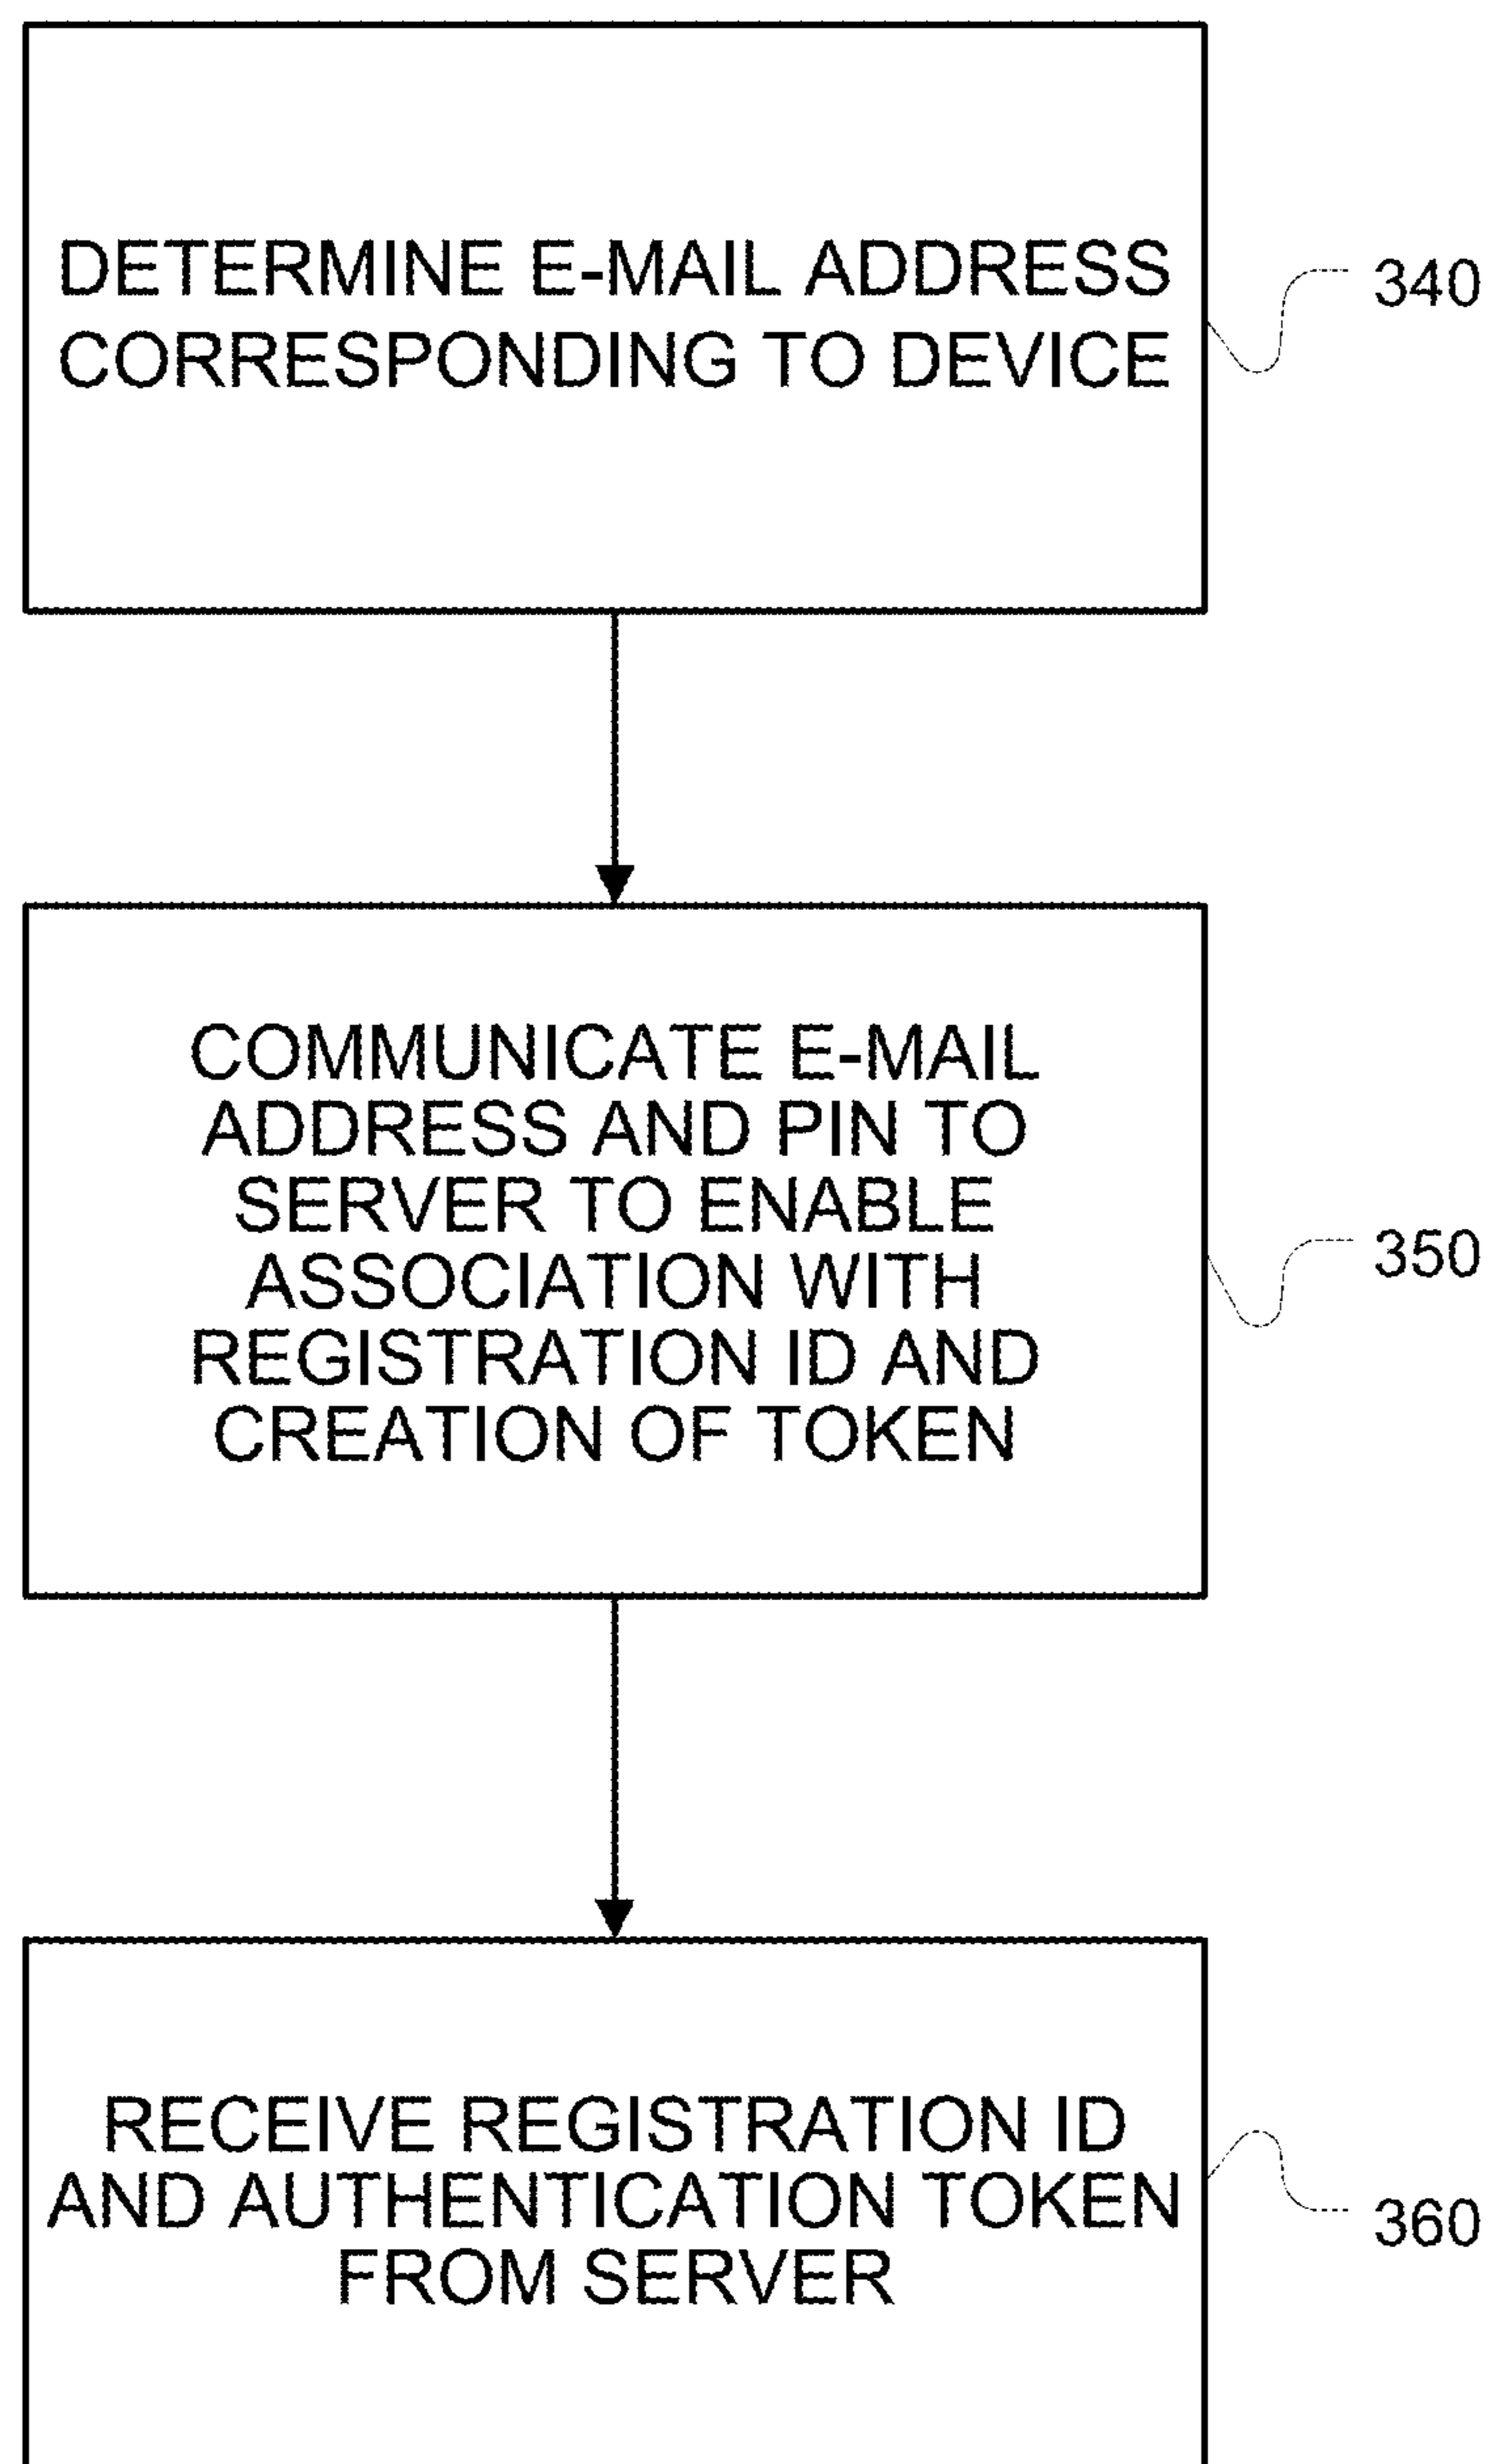 DETERMINE E-MAIL ADDRESS
CORRESPONDING TO DEVICE
340
COMMUNICATE E-MAIL
ADDRESS AND PIN TO
SERVER TO ENABLE
ASSOCIATION WITH
REGISTRATION ID AND
CREATION OF TOKEN
350
RECEIVE REGISTRATION ID
AND AUTHENTICATION TOKEN
FROM SERVER
360